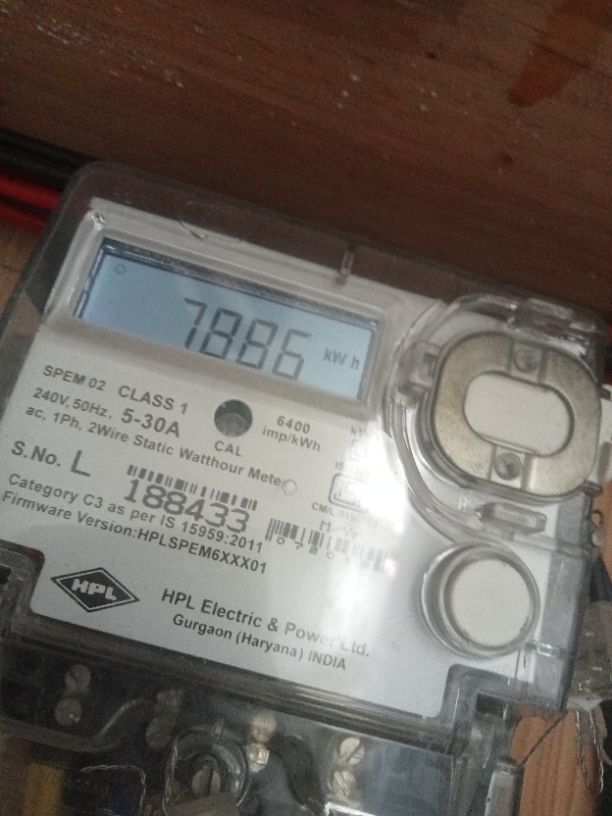 7886 kWh
SPEM 02 CLASS 1
240V, 50Hz, 5-30A
CAL
6400
imp/kWh
ac, 1Ph, 2Wire Static Watthour Meter
S.No. L 188433
Category C3 as per IS 15959:2011
Firmware Version:HPLSPEM6XXX01
HPL
HPL Electric & Power Ltd.
Gurgaon (Haryana) INDIA